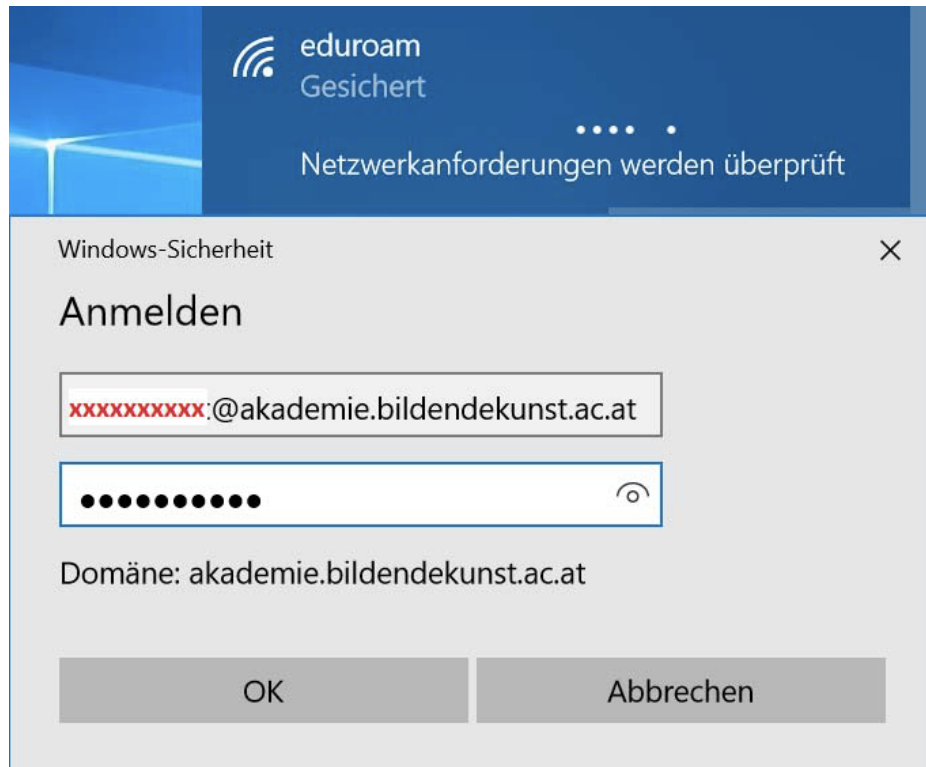 eduroam
Gesichert
Netzwerkanforderungen werden überprüft
Windows-Sicherheit
Anmelden
xxxxxxxxxx:@akademie.bildendekunst.ac.at
●●●●●●●●●●
Domäne: akademie.bildendekunst.ac.at
OK Abbrechen